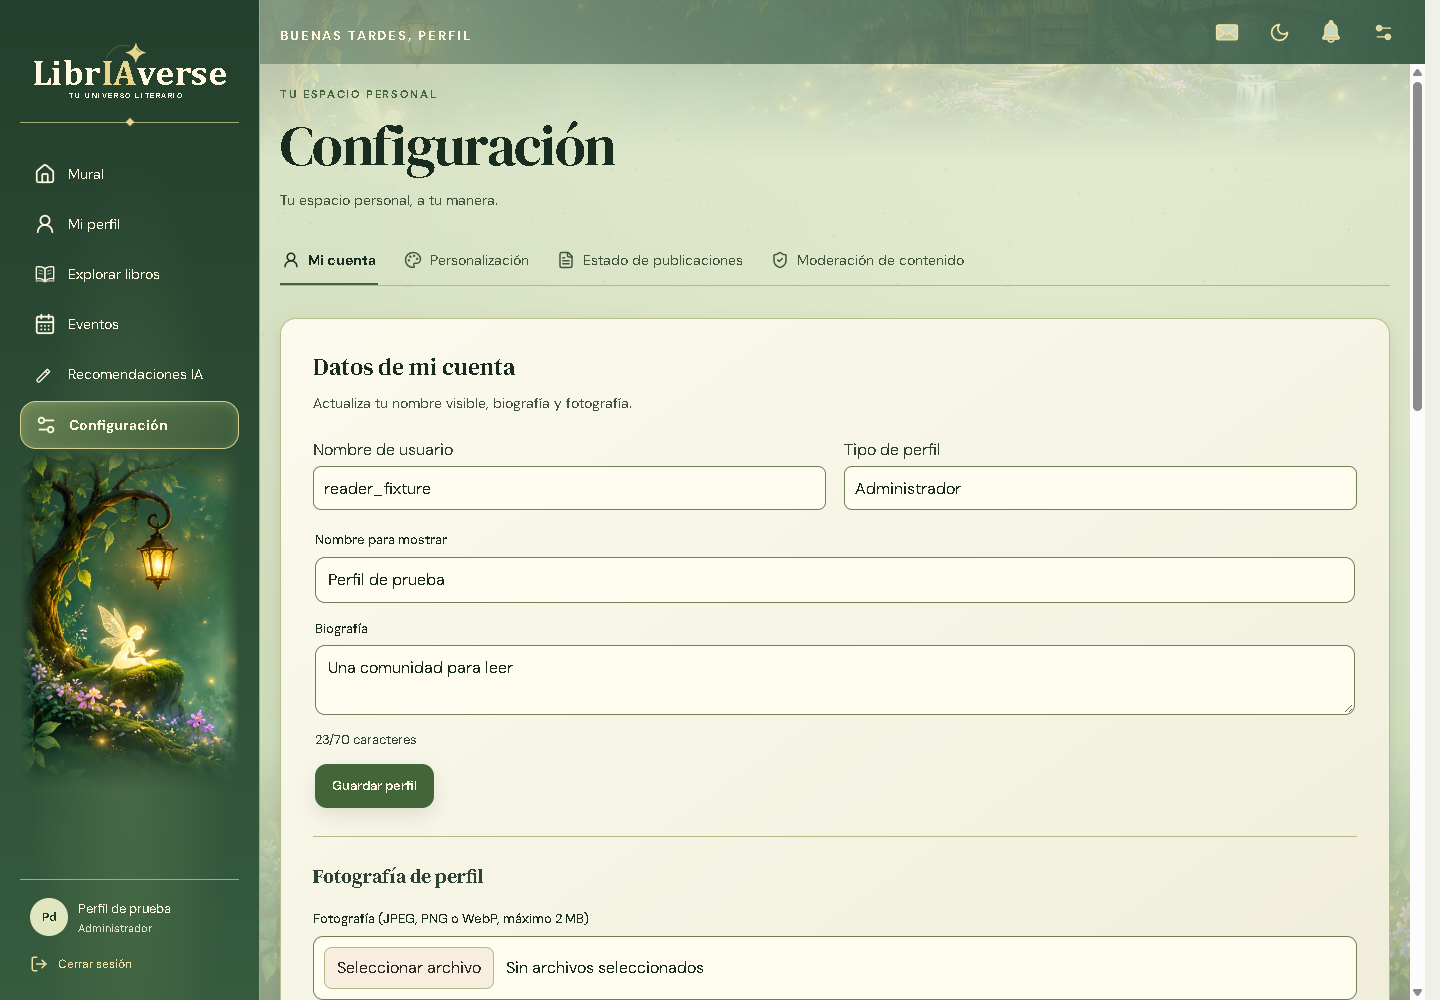 LibrIAverse
TU UNIVERSO LITERARIO
Mural
Mi perfil
Explorar libros
Eventos
Recomendaciones IA
Configuración
Pd
Perfil de prueba
Administrador
Cerrar sesión
BUENAS TARDES, PERFIL
TU ESPACIO PERSONAL
Configuración
Tu espacio personal, a tu manera.
Mi cuenta Personalización Estado de publicaciones Moderación de contenido
Datos de mi cuenta
Actualiza tu nombre visible, biografía y fotografía.
Nombre de usuario Tipo de perfil
reader_fixture Administrador
Nombre para mostrar
Perfil de prueba
Biografía
Una comunidad para leer
23/70 caracteres
Guardar perfil
Fotografía de perfil
Fotografía (JPEG, PNG o WebP, máximo 2 MB)
Seleccionar archivo Sin archivos seleccionados